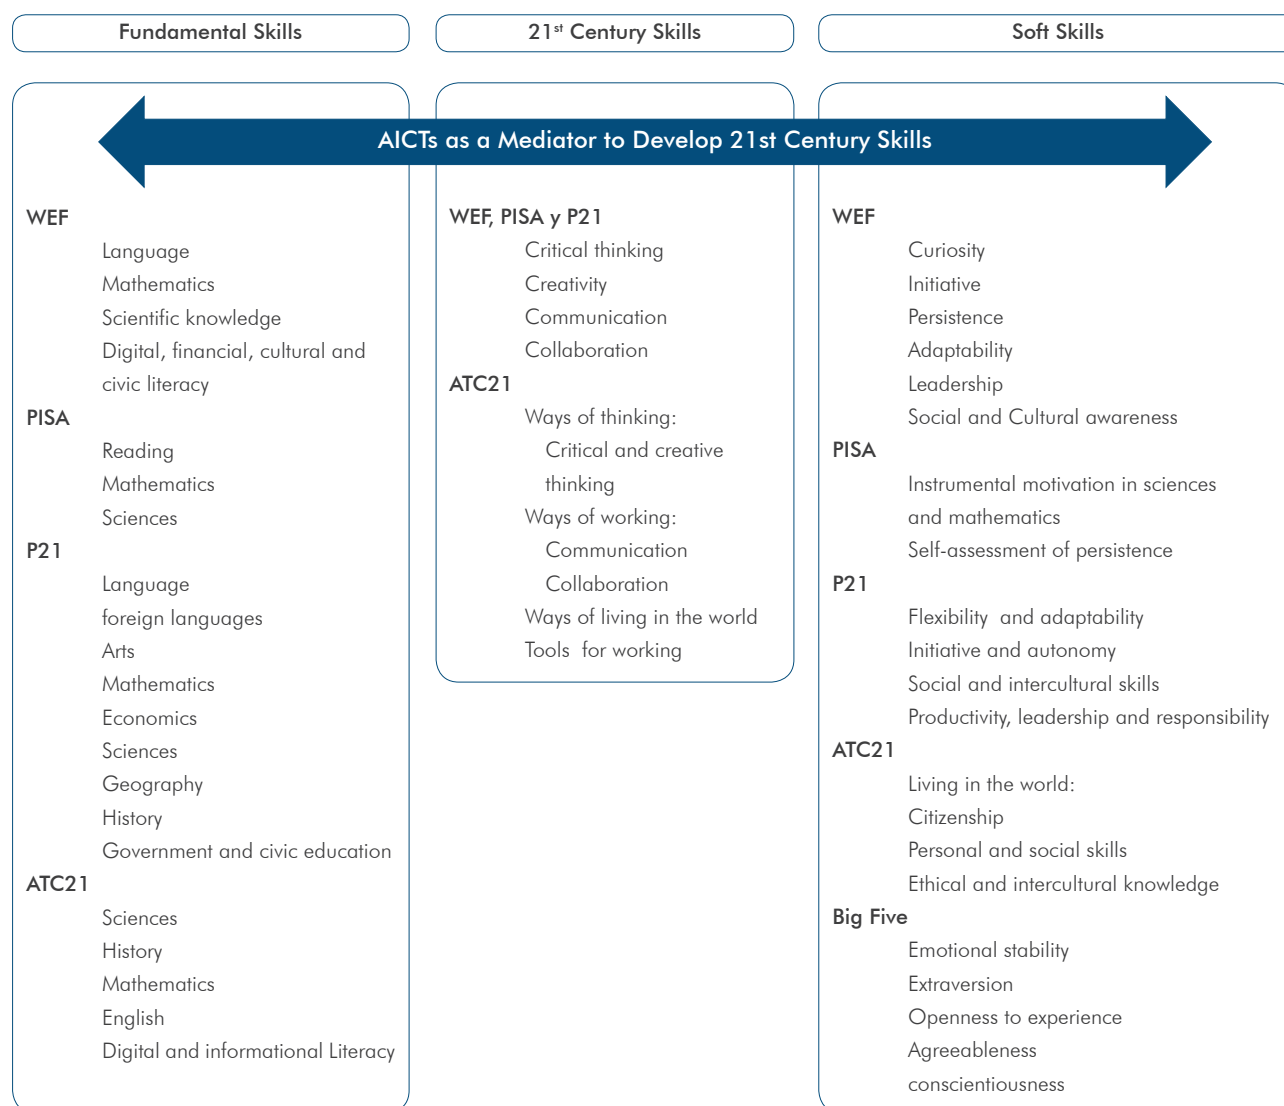 Fundamental Skills
21st Century Skills
Soft Skills
AICTs as a Mediator to Develop 21st Century Skills
WEF
Language
Mathematics
Scientific knowledge
Digital, financial, cultural and
civic literacy
PISA
Reading
Mathematics
Sciences
P21
Language
foreign languages
Arts
Mathematics
Economics
Sciences
Geography
History
Government and civic education
ATC21
Sciences
History
Mathematics
English
Digital and informational Literacy
WEF, PISA y P21
Critical thinking
Creativity
Communication
Collaboration
ATC21
Ways of thinking:
Critical and creative
thinking
Ways of working:
Communication
Collaboration
Ways of living in the world
Tools for working
WEF
Curiosity
Initiative
Persistence
Adaptability
Leadership
Social and Cultural awareness
PISA
Instrumental motivation in sciences
and mathematics
Self-assessment of persistence
P21
Flexibility and adaptability
Initiative and autonomy
Social and intercultural skills
Productivity, leadership and responsibility
ATC21
Living in the world:
Citizenship
Personal and social skills
Ethical and intercultural knowledge
Big Five
Emotional stability
Extraversion
Openness to experience
Agreeableness
conscientiousness